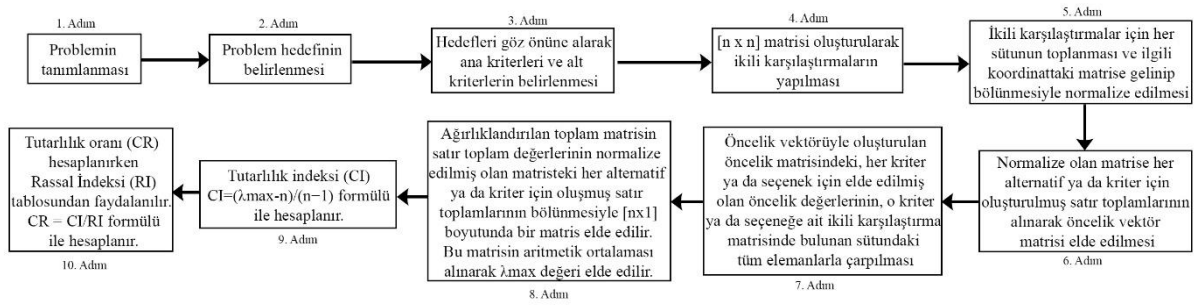 1. Adım
Problemin
tanımlanması
2. Adım
Problem hedefinin
belirlenmesi
3. Adım
Hedefleri göz önüne alarak
ana kriterleri ve alt
kriterlerin belirlenmesi
4. Adım
[n x n] matrisi oluşturularak
ikili karşılaştırmaların
yapılması
5. Adım
İkili karşılaştırmalar için her
sütunun toplanması ve ilgili
koordinattaki matrise gelinip
bölünmesiyle normalize edilmesi
Normalize olan matrise her
alternatif ya da kriter için
oluşturulmuş satır toplamlarının
alınarak öncelik vektör
matrisi elde edilmesi
6. Adım
Öncelik vektörüyle oluşturulan
öncelik matrisindeki, her kriter
ya da seçenek için elde edilmiş
olan öncelik değerlerinin, o kriter
ya da seçeneğe ait ikili karşılaştırma
matrisinde bulunan sütundaki
tüm elemanlarla çarpılması
7. Adım
Ağırlıklandırılan toplam matrisin
satır toplam değerlerinin normalize
edilmiş olan matristeki her alternatif
ya da kriter için oluşmuş satır
toplamlarının bölünmesiyle [nx1]
boyutunda bir matris elde edilir.
Bu matrisin aritmetik ortalaması
alınarak λmax değeri elde edilir.
8. Adım
Tutarlılık indeksi (CI)
CI=(λmax-n)/(n−1) formülü
ile hesaplanır.
9. Adım
Tutarlılık oranı (CR)
hesaplanırken
Rassal İndeksi (RI)
tablosundan faydalanılır.
CR = CI/RI formülü
ile hesaplanır.
10. Adım